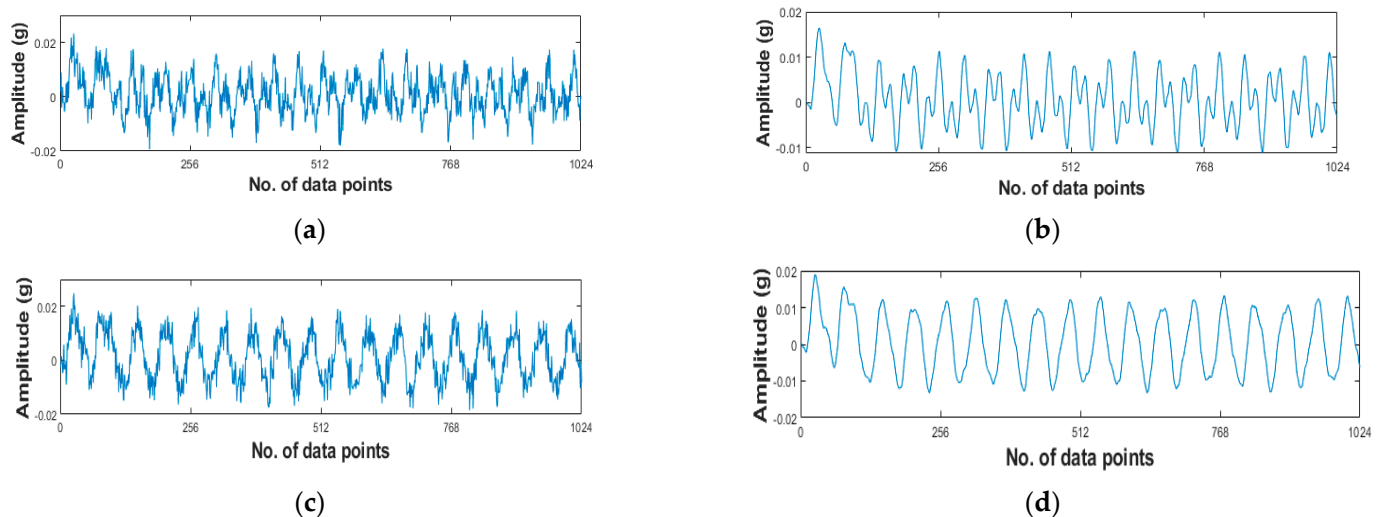 Amplitude (g)
0.02
0
-0.02
0
256
512
768
1024
No. of data points
(a)
Amplitude (g)
0.02
0.01
0
-0.01
0
256
512
768
1024
No. of data points
(b)
Amplitude (g)
0.02
0
-0.02
0
256
512
768
1024
No. of data points
(c)
Amplitude (g)
0.02
0.01
0
-0.01
-0.02
0
256
512
768
1024
No. of data points
(d)